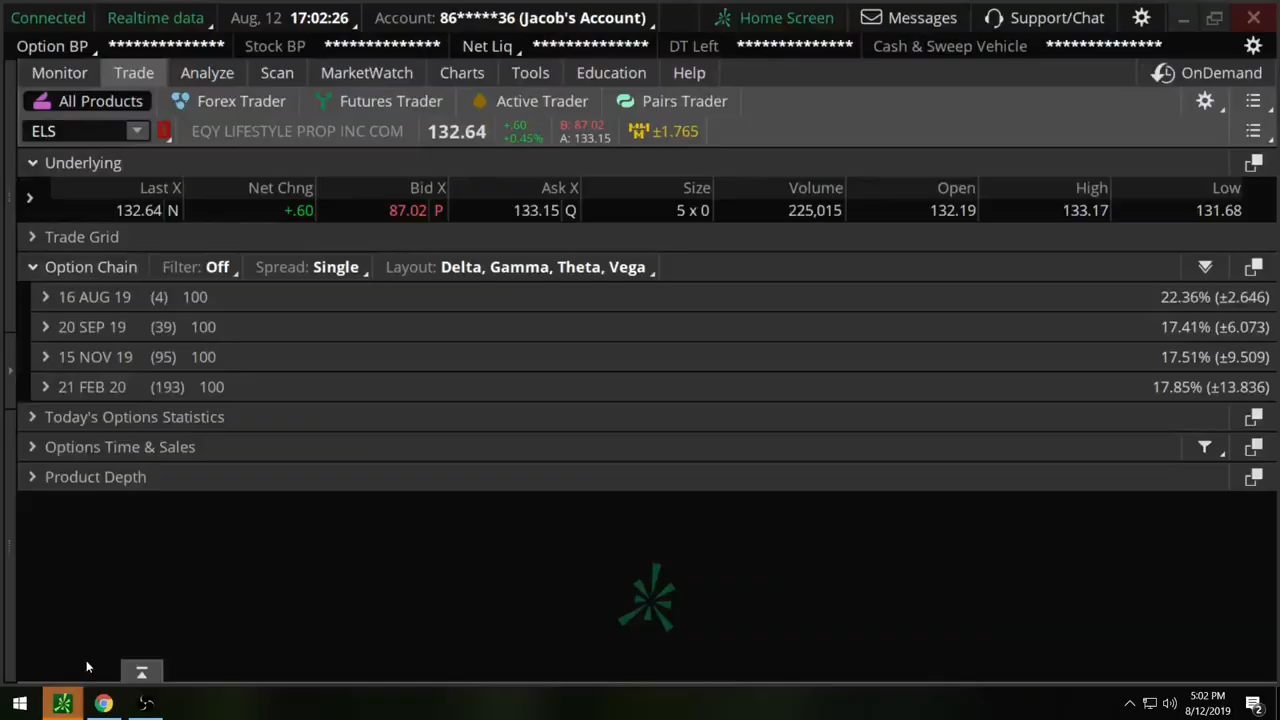 Connected Realtime data Aug, 12 17:02:26 Account: 86*****36 (Jacob's Account) Home Screen Messages Support/Chat
Option BP ************** Stock BP ************** Net Liq ************** DT Left ************** Cash & Sweep Vehicle **************
Monitor Trade Analyze Scan MarketWatch Charts Tools Education Help OnDemand
All Products Forex Trader Futures Trader Active Trader Pairs Trader
ELS EQY LIFESTYLE PROP INC COM 132.64 +.60 +0.45% B: 87.02 A: 133.15 ±1.765
Underlying
Last X Net Chng Bid X Ask X Size Volume Open High Low
132.64 N +.60 87.02 P 133.15 Q 5 x 0 225,015 132.19 133.17 131.68
Trade Grid
Option Chain Filter: Off Spread: Single Layout: Delta, Gamma, Theta, Vega
16 AUG 19 (4) 100 22.36% (±2.646)
20 SEP 19 (39) 100 17.41% (±6.073)
15 NOV 19 (95) 100 17.51% (±9.509)
21 FEB 20 (193) 100 17.85% (±13.836)
Today's Options Statistics
Options Time & Sales
Product Depth
5:02 PM
8/12/2019
2